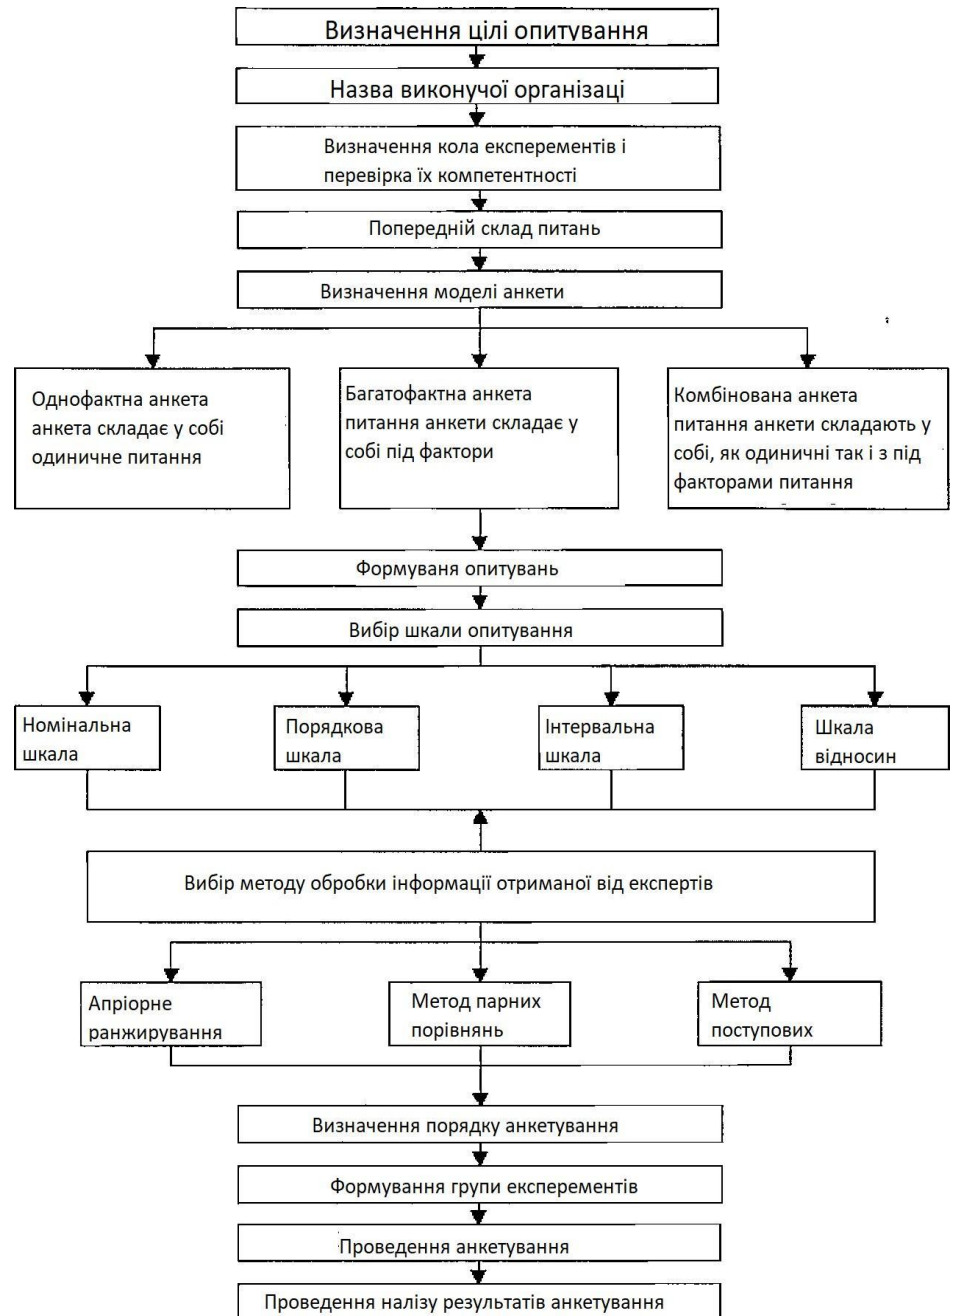 Визначення цілі опитування
Назва виконучої організаці
Визначення кола експерементів і
перевірка їх компетентності
Попередній склад питань
Визначення моделі анкети
Однофактна анкета
анкета складає у собі
одиничне питання
Багатофактна анкета
питання анкети складає у
собі під фактори
Комбінована анкета
питання анкети складають у
собі, як одиничні так і з під
факторами питання
Формуваня опитувань
Вибір шкали опитування
Номінальна
шкала
Порядкова
шкала
Інтервальна
шкала
Шкала
відносин
Вибір методу обробки інформації отриманої від експертів
Апріорне
ранжирування
Метод парних
порівнянь
Метод
поступових
Визначення порядку анкетування
Формування групи експерементів
Проведення анкетування
Проведення налізу результатів анкетування